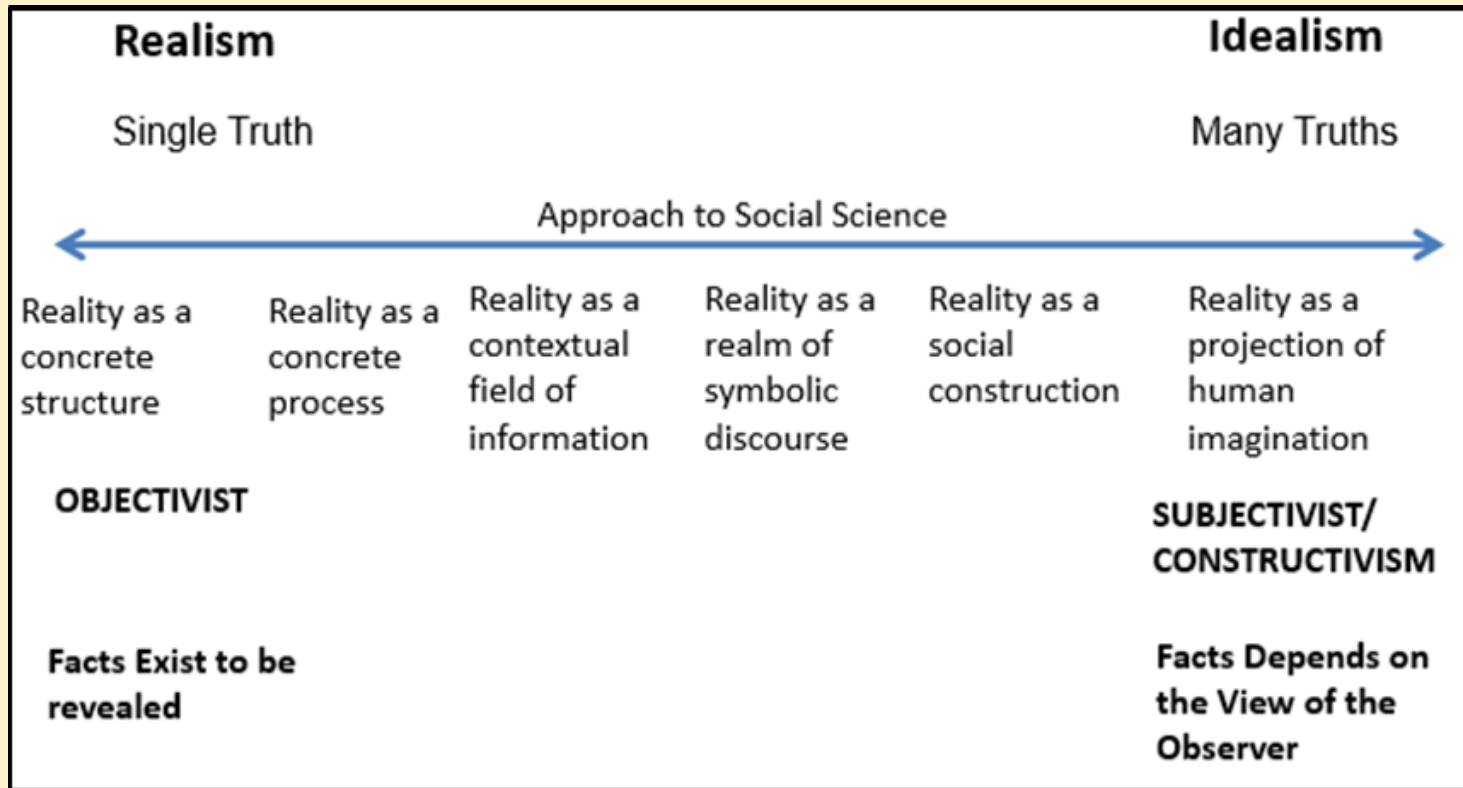 Realism
Idealism
Single Truth
Many Truths
Approach to Social Science
Reality as a
concrete
structure
Reality as a
concrete
process
Reality as a
contextual
field of
information
Reality as a
realm of
symbolic
discourse
Reality as a
social
construction
Reality as a
projection of
human
imagination
OBJECTIVIST
SUBJECTIVIST/
CONSTRUCTIVISM
Facts Exist to be
revealed
Facts Depends on
the View of the
Observer